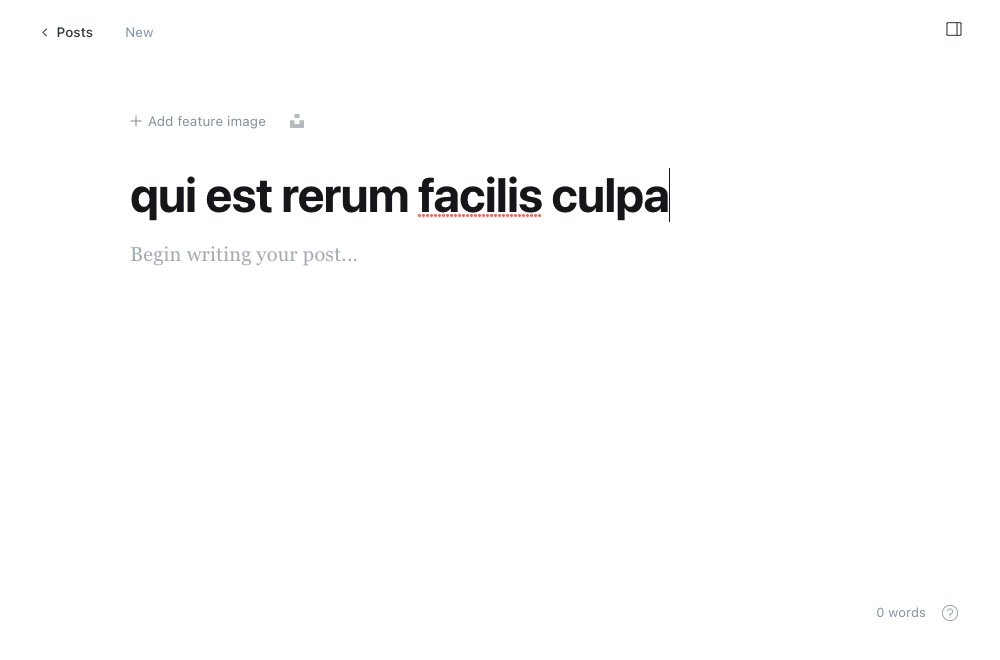 Posts New
Add feature image
qui est rerum facilis culpa
Begin writing your post...
0 words
?